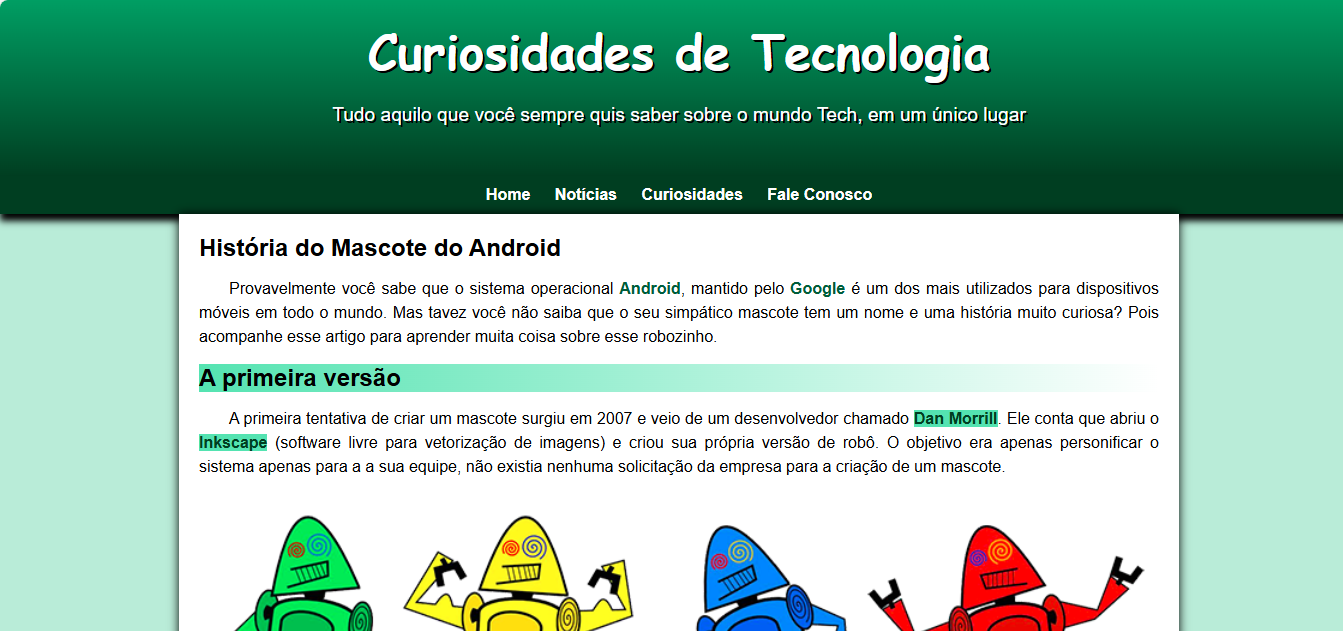 Curiosidades de Tecnologia
Tudo aquilo que você sempre quis saber sobre o mundo Tech, em um único lugar
Home Notícias Curiosidades Fale Conosco
História do Mascote do Android
Provavelmente você sabe que o sistema operacional Android, mantido pelo Google é um dos mais utilizados para dispositivos
móveis em todo o mundo. Mas tavez você não saiba que o seu simpático mascote tem um nome e uma história muito curiosa? Pois
acompanhe esse artigo para aprender muita coisa sobre esse robozinho.
A primeira versão
A primeira tentativa de criar um mascote surgiu em 2007 e veio de um desenvolvedor chamado Dan Morrill. Ele conta que abriu o
Inkscape (software livre para vetorização de imagens) e criou sua própria versão de robô. O objetivo era apenas personificar o
sistema apenas para a a sua equipe, não existia nenhuma solicitação da empresa para a criação de um mascote.